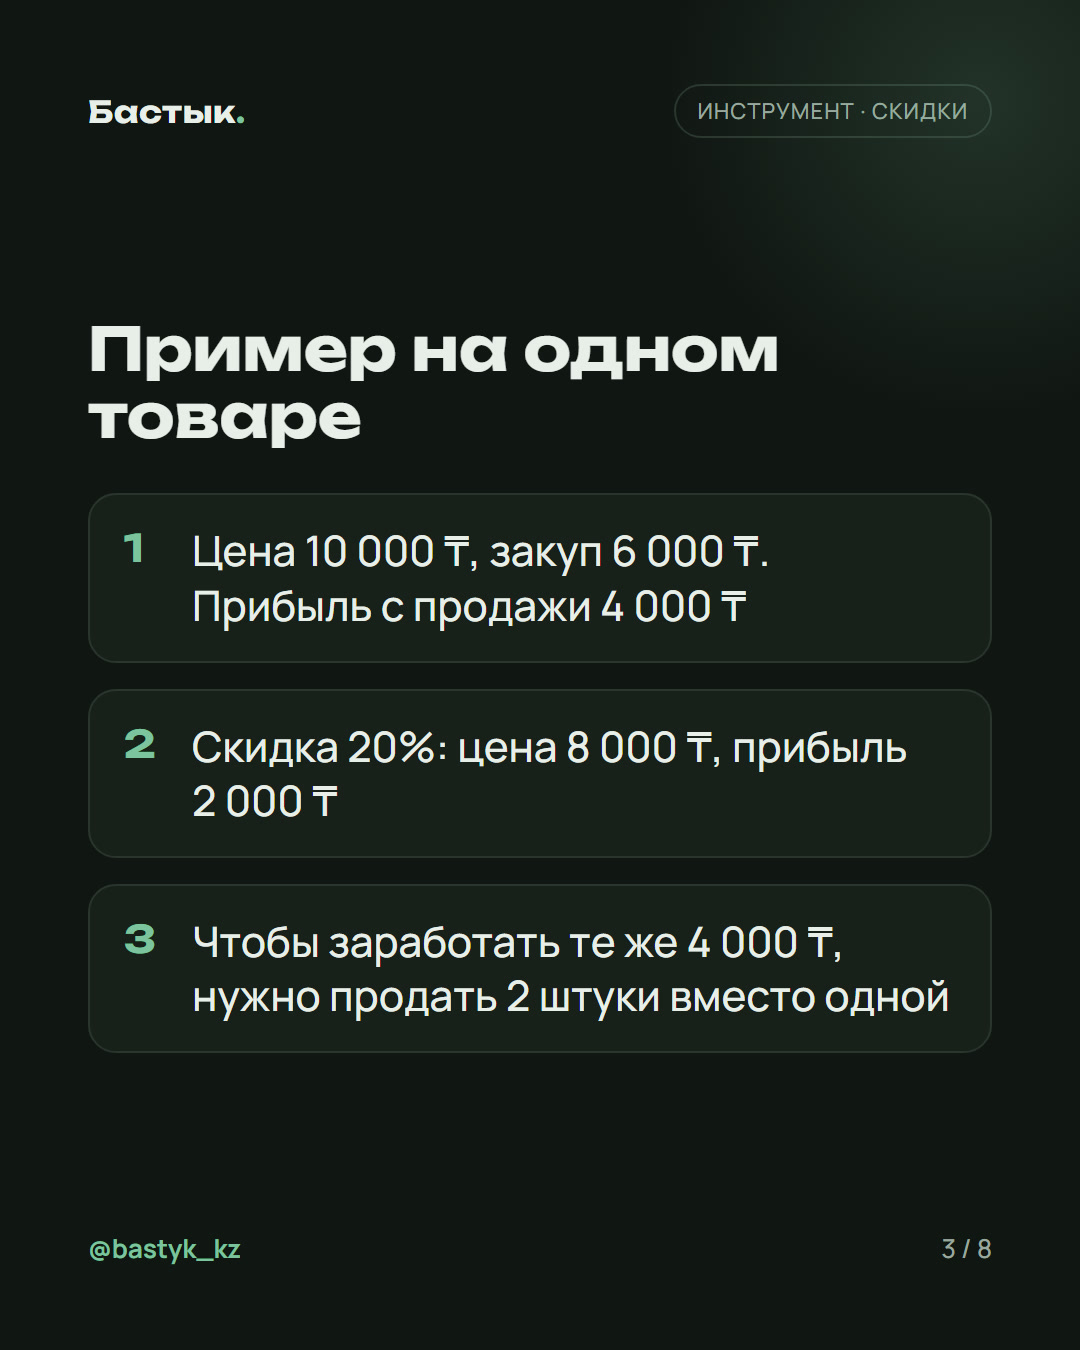 Бастык.
ИНСТРУМЕНТ · СКИДКИ
Пример на одном
товаре
1
Цена 10 000 ₸, закуп 6 000 ₸.
Прибыль с продажи 4 000 ₸
2
Скидка 20%: цена 8 000 ₸, прибыль
2 000 ₸
3
Чтобы заработать те же 4 000 ₸,
нужно продать 2 штуки вместо одной
@bastyk_kz
3 / 8